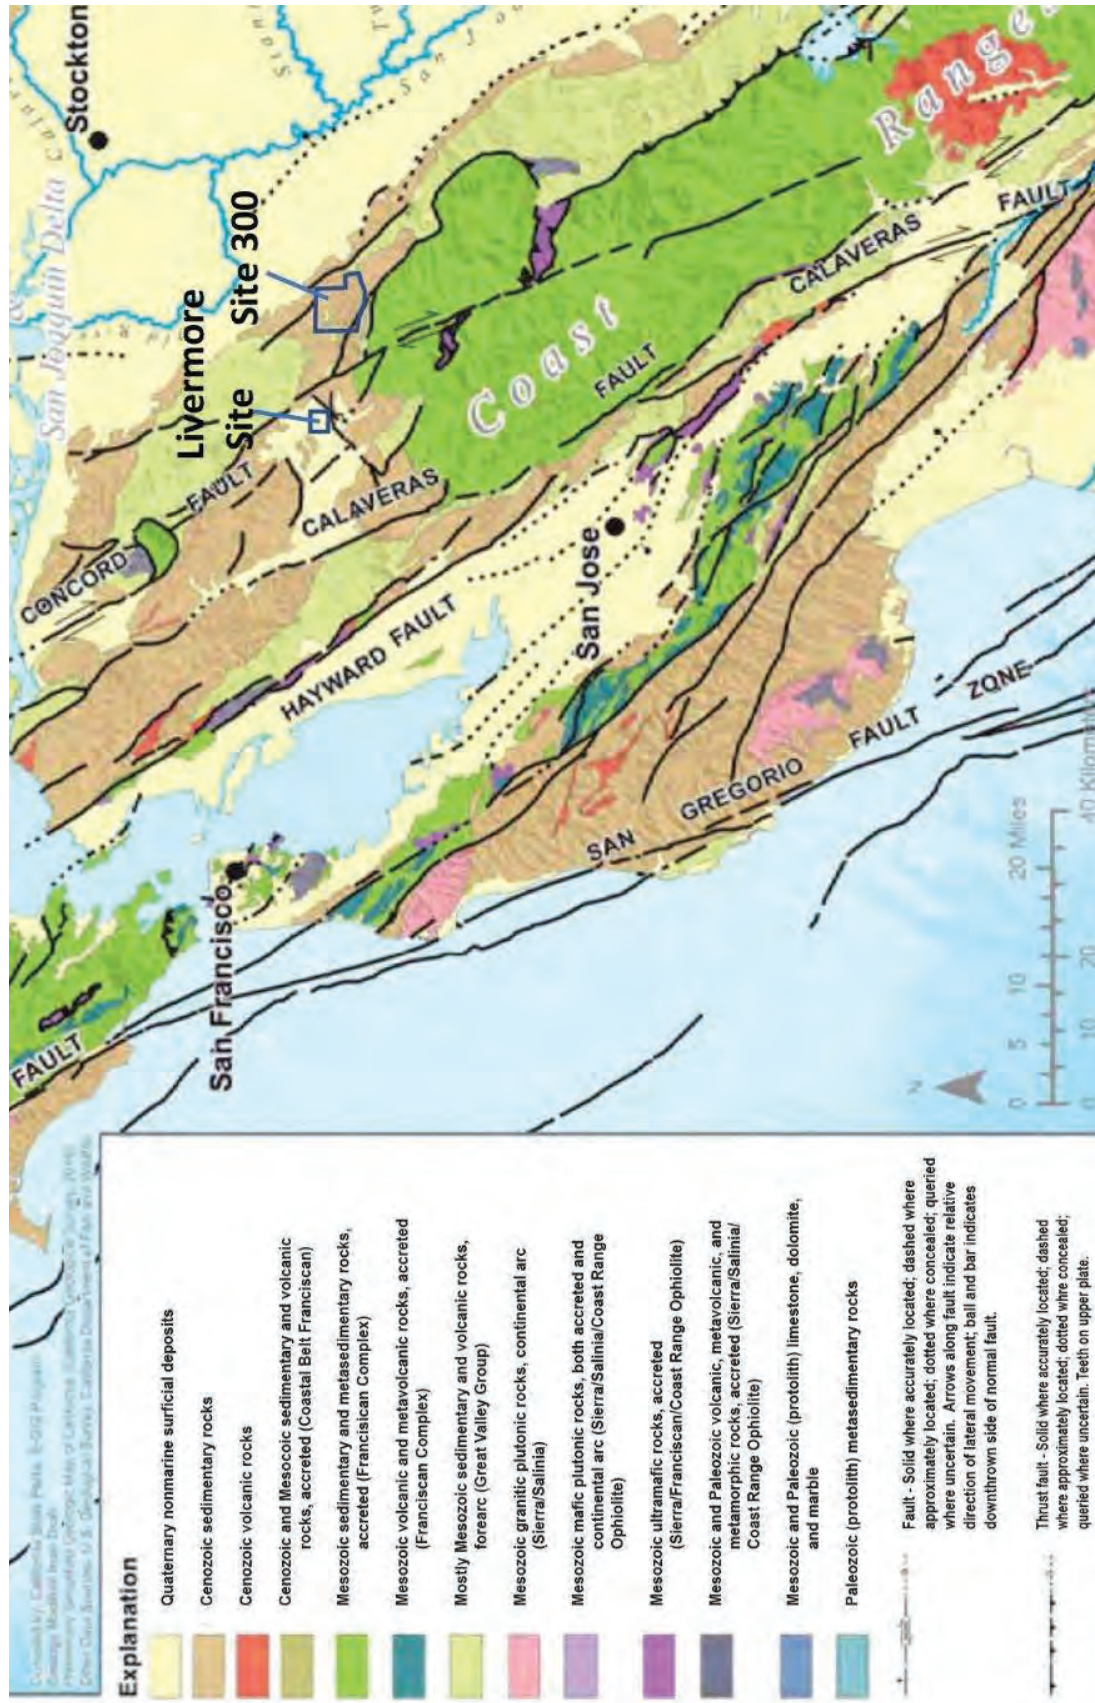 Explanation
Quaternary nonmarine surficial deposits
Cenozoic sedimentary rocks
Cenozoic volcanic rocks
Cenozoic and Mesocoic sedimentary and volcanic
rocks, accreted (Coastal Belt Franciscan)
Mesozoic sedimentary and metasedimentary rocks,
accreted (Francisican Complex)
Mesozoic volcanic and metavolcanic rocks, accreted
(Franciscan Complex)
Mostly Mesozoic sedimentary and volcanic rocks,
forearc (Great Valley Group)
Mesozoic granitic plutonic rocks, continental arc
(Sierra/Salinia)
Mesozoic mafic plutonic rocks, both accreted and
continental arc (Sierra/Salinia/Coast Range
Ophiolite)
Mesozoic ultramafic rocks, accreted
(Sierra/Franciscan/Coast Range Ophiolite)
Mesozoic and Paleozoic volcanic, metavolcanic, and
metamorphic rocks, accreted (Sierra/Salinia/
Coast Range Ophiolite)
Mesozoic and Paleozoic (protolith) limestone, dolomite,
and marble
Paleozoic (protolith) metasedimentary rocks
Fault - Solid where accurately located; dashed where
approximately located; dotted where concealed; queried
where uncertain. Arrows along fault indicate relative
direction of lateral movement; ball and bar indicates
downthrown side of normal fault.
Thrust fault - Solid where accurately located; dashed
where approximately located; dotted whre concealed;
queried where uncertain. Teeth on upper plate.
FAULT
San Francisco
CONCORD
FAULT
HAYWARD FAULT
CALAVERAS
Livermore
Site
Site 300
San Joaquin Delta
Stockton
San Jose
Coast
Range
FAULT
CALAVERAS
FAULT
SAN GREGORIO FAULT ZONE
N
0 5 10 20 Miles
0 10 20 40 Kilometers